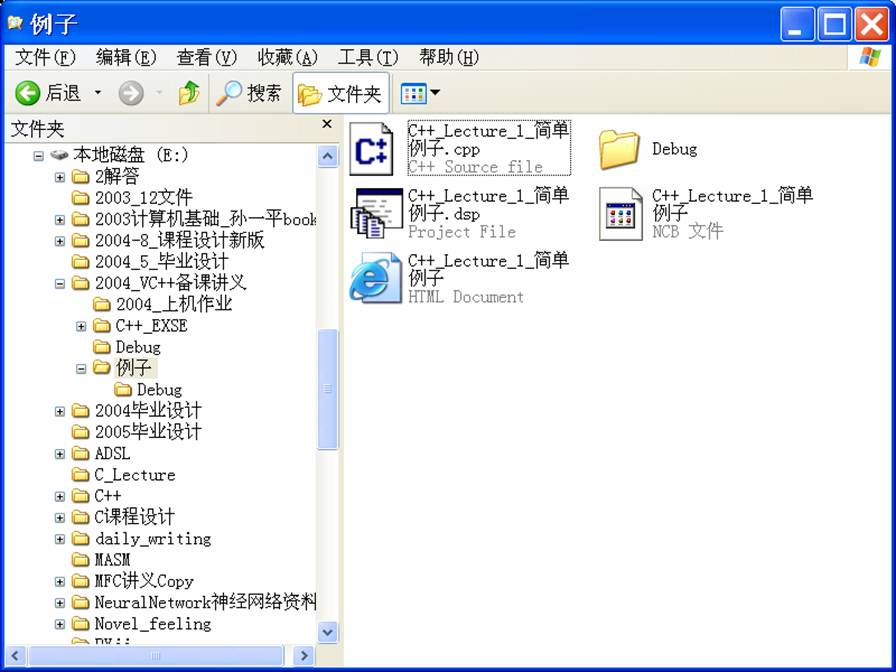 例子
文件(F) 编辑(E) 查看(V) 收藏(A) 工具(T) 帮助(H)
后退 搜索 文件夹
文件夹
本地磁盘 (E:)
2解答
2003_12文件
2003计算机基础_孙一平book
2004-8_课程设计新版
2004_5_毕业设计
2004_VC++备课讲义
2004_上机作业
C++_EXSE
Debug
例子
Debug
2004毕业设计
2005毕业设计
ADSL
C_Lecture
C++
C课程设计
daily_writing
MASM
MFC讲义Copy
NeuralNetwork神经网络资料
Novel_feeling
C++_Lecture_1_简单
例子.cpp
C++ Source file
Debug
C++_Lecture_1_简单
例子.dsp
Project File
C++_Lecture_1_简单
例子
NCB 文件
C++_Lecture_1_简单
例子
HTML Document